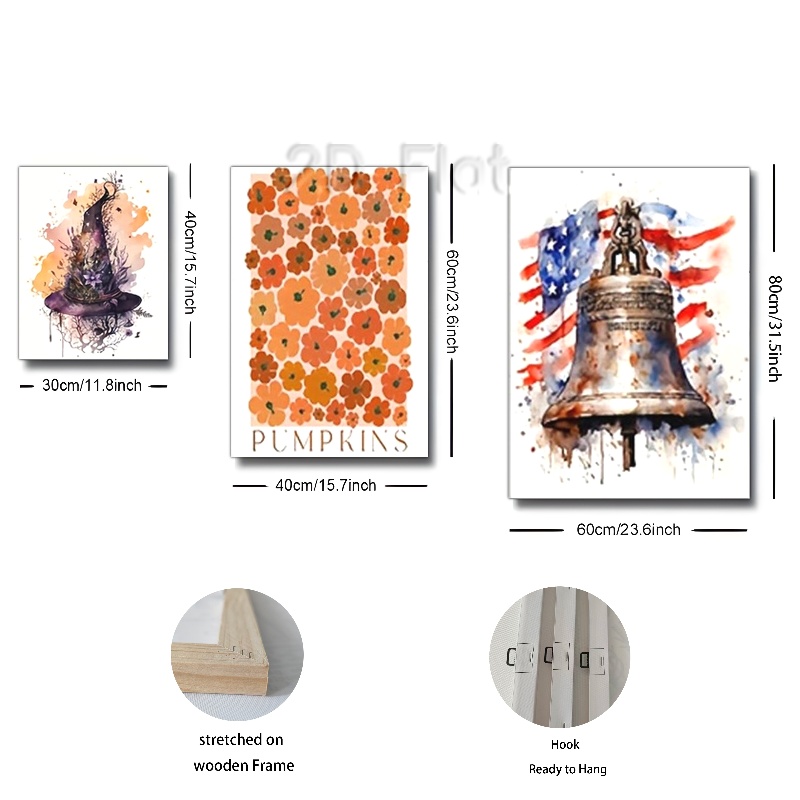 2D Flat
40cm/15.7inch
30cm/11.8inch
PUMPKINS
60cm/23.6inch
40cm/15.7inch
80cm/31.5inch
60cm/23.6inch
stretched on
wooden Frame
Hook
Ready to Hang